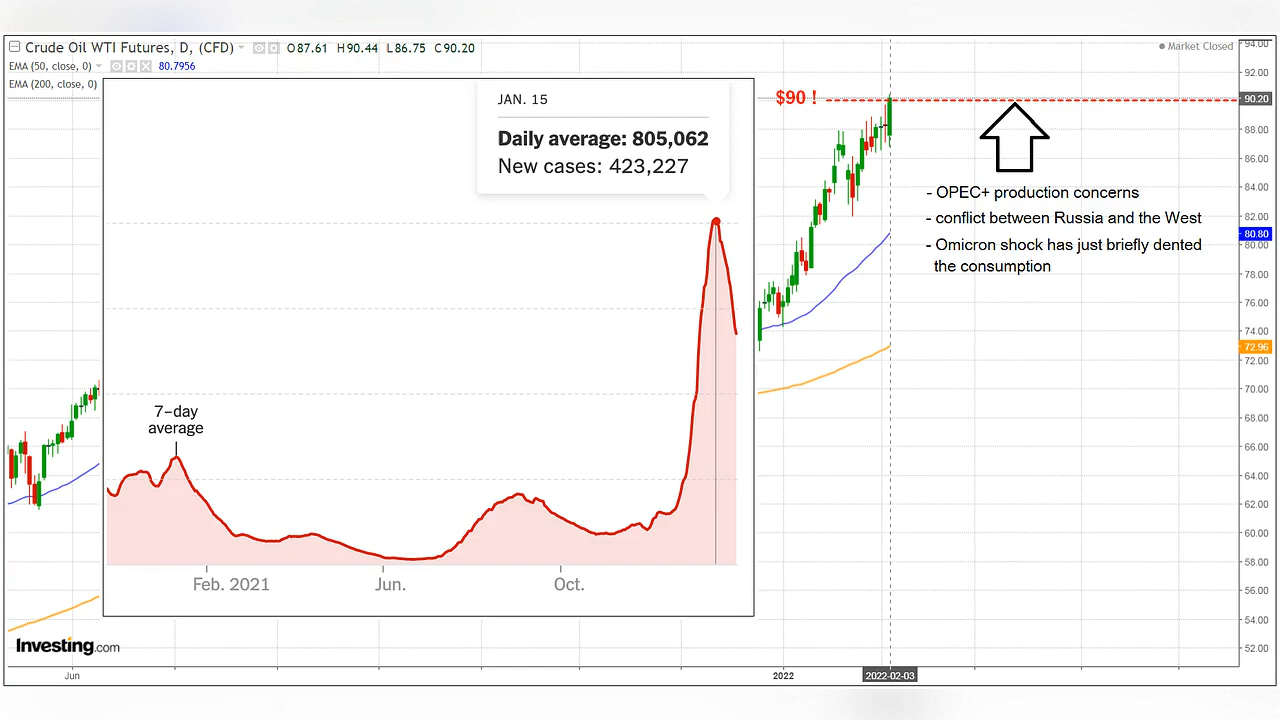 Crude Oil WTI Futures, D, (CFD) O87.61 H90.44 L86.75 C90.20
Market Closed
EMA (50, close, 0) 80.7956
EMA (200, close, 0)
JAN. 15
Daily average: 805,062
New cases: 423,227
7-day
average
Feb. 2021 Jun. Oct.
$90 !
- OPEC+ production concerns
- conflict between Russia and the West
- Omicron shock has just briefly dented
the consumption
94.00
92.00
90.20
88.00
86.00
84.00
82.00
80.80
80.00
78.00
76.00
74.00
72.96
72.00
70.00
68.00
66.00
64.00
62.00
60.00
58.00
56.00
54.00
52.00
Investing.com
Jun 2022 2022-02-03